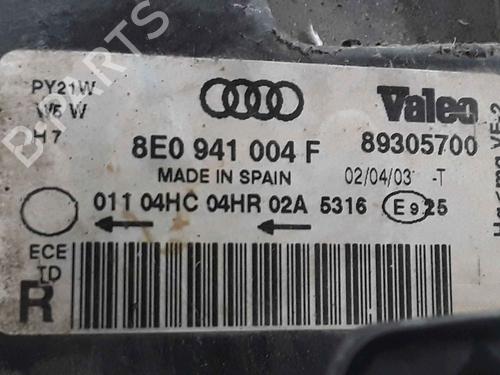 PY21W
W5W
H7
Valeo
8E0 941 004 F
89305700
MADE IN SPAIN
02/04/03 -T
011 04HC 04HR 02A 5316 E9 25
ECE
TD
R
PARTS